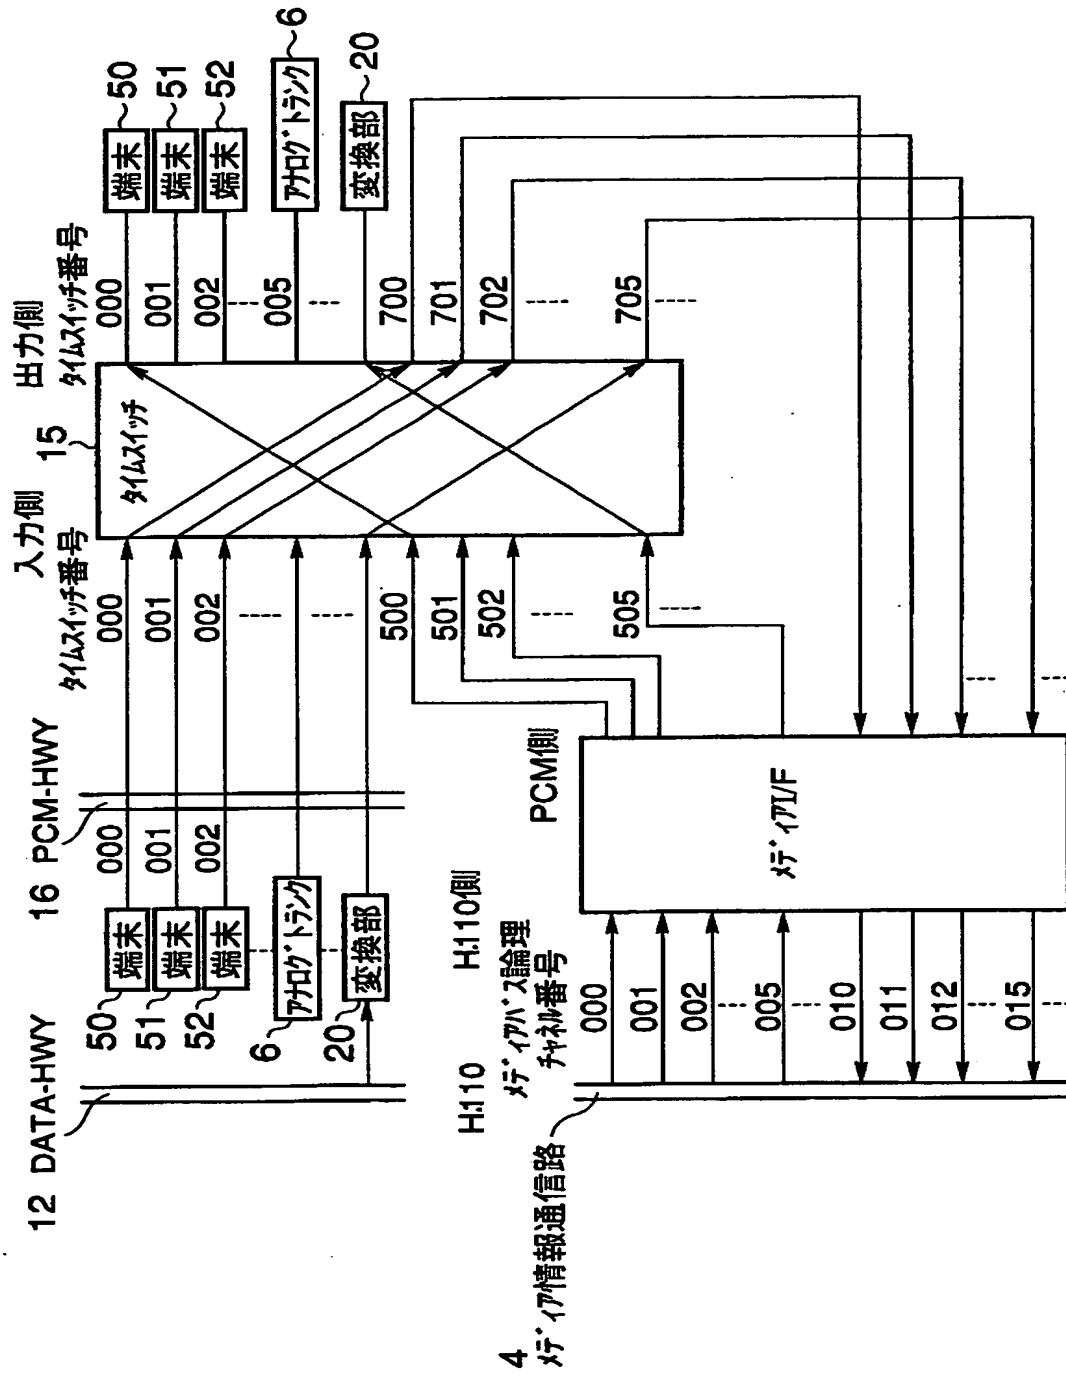 12 DATA-HWY
16 PCM-HWY
入力側
タイムスイッチ番号
15
出力側
タイムスイッチ番号
50
端末
000
000
タイムスイッチ
000
端末
50
51
端末
001
001
001
端末
51
52
端末
002
002
002
端末
52
6
アナログトランク
005
アナログトランク
6
20
変換部
変換部
20
500
700
501
701
502
702
505
705
4
メディア情報通信路
H.110
メディアバス論理
チャネル番号
H.110側
PCM側
000
001
002
005
010
011
012
015
メディアI/F